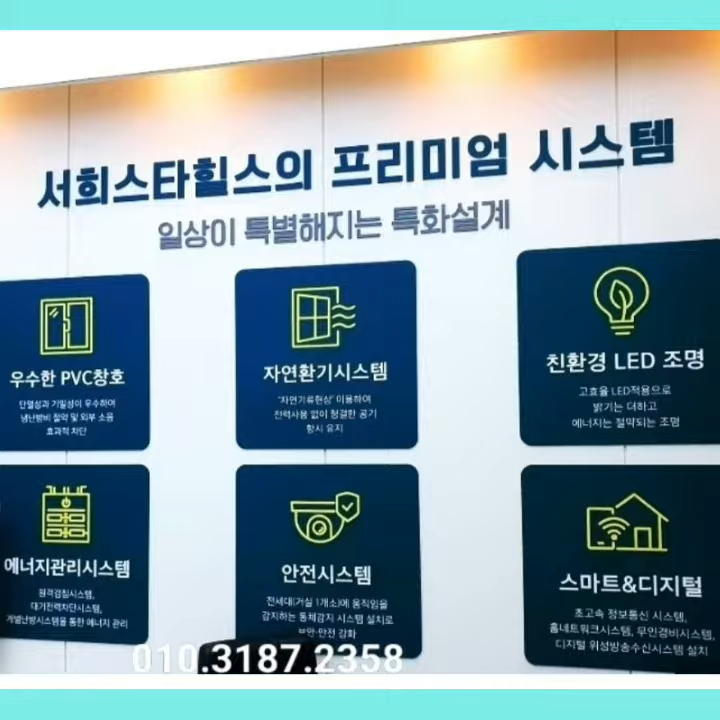 서희스타힐스의 프리미엄 시스템
일상이 특별해지는 특화설계
우수한 PVC창호
단열성과 기밀성이 우수하여
냉난방비 절약 및 외부 소음
효과적 차단
자연환기시스템
'자연기류현상' 이용하여
전력사용 없이 청결한 공기
항시 유지
친환경 LED 조명
고효율 LED적용으로
밝기는 더하고
에너지는 절약되는 조명
에너지관리시스템
원격검침시스템,
대기전력차단시스템,
개별난방시스템을 통한 에너지 관리
안전시스템
전세대(거실 1개소)에 움직임을
감지하는 동체감지 시스템 설치로
보안·안전 강화
스마트&디지털
초고속 정보통신 시스템,
홈네트워크시스템, 무인경비시스템,
디지털 위성방송수신시스템 설치
010.3187.2358